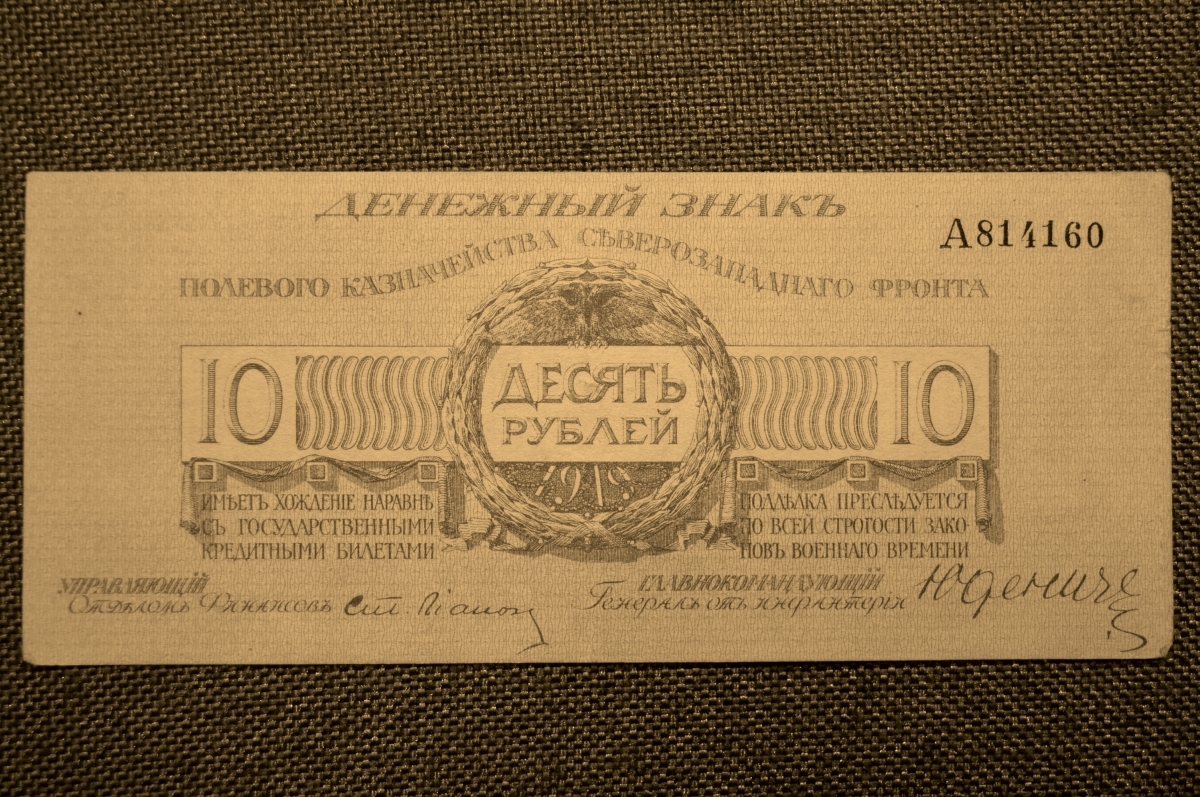 ДЕНЕЖНЫЙ ЗНАКЪ
А814160
ПОЛЕВОГО КАЗНАЧЕЙСТВА СѢВЕРОЗАПАДНАГО ФРОНТА
10
ДЕСЯТЬ
РУБЛЕЙ
10
1919
ИМѢЕТЪ ХОЖДЕНІЕ НАРАВНѢ
СЪ ГОСУДАРСТВЕННЫМИ
КРЕДИТНЫМИ БИЛЕТАМИ
ПОДДѢЛКА ПРЕСЛѢДУЕТСЯ
ПО ВСЕЙ СТРОГОСТИ ЗАКО-
НОВЪ ВОЕННАГО ВРЕМЕНИ
УПРАВЛЯЮЩІЙ
Отдѣломъ Финансовъ
ГЛАВНОКОМАНДУЮЩІЙ
Генералъ отъ инфантеріи Юденичъ